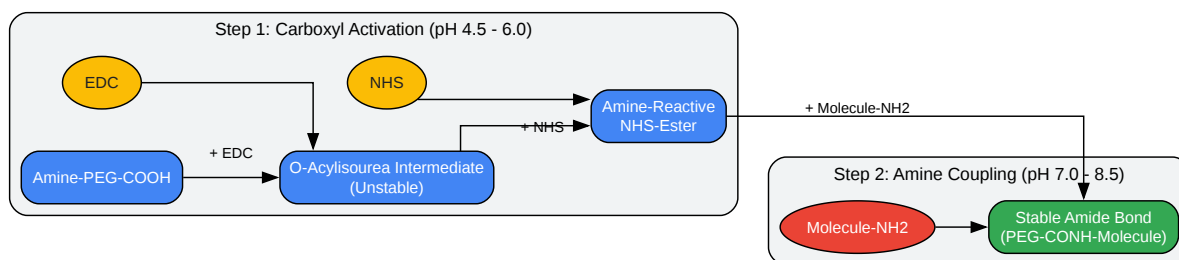 Step 1: Carboxyl Activation (pH 4.5 - 6.0)
EDC
NHS
Amine-Reactive
NHS-Ester
+ Molecule-NH2
+ NHS
+ EDC
Amine-PEG-COOH
O-Acylisourea Intermediate
(Unstable)
Step 2: Amine Coupling (pH 7.0 - 8.5)
Molecule-NH2
Stable Amide Bond
(PEG-CONH-Molecule)